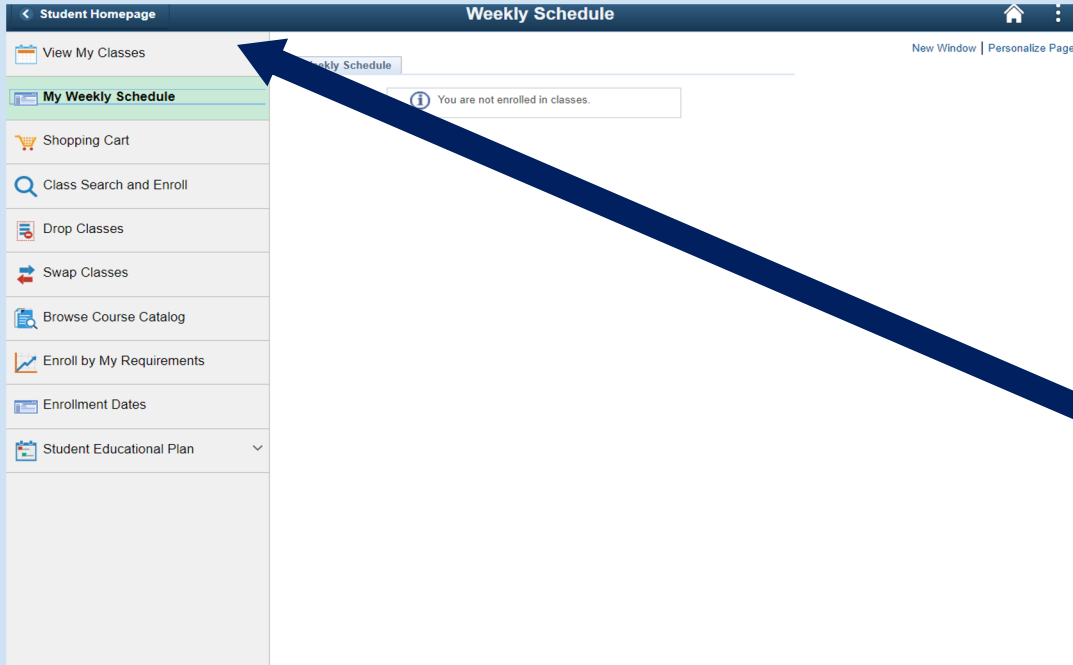 Student Homepage
Weekly Schedule
New Window | Personalize Page
View My Classes
My Weekly Schedule
Shopping Cart
Class Search and Enroll
Drop Classes
Swap Classes
Browse Course Catalog
Enroll by My Requirements
Enrollment Dates
Student Educational Plan
Schedule
You are not enrolled in classes.